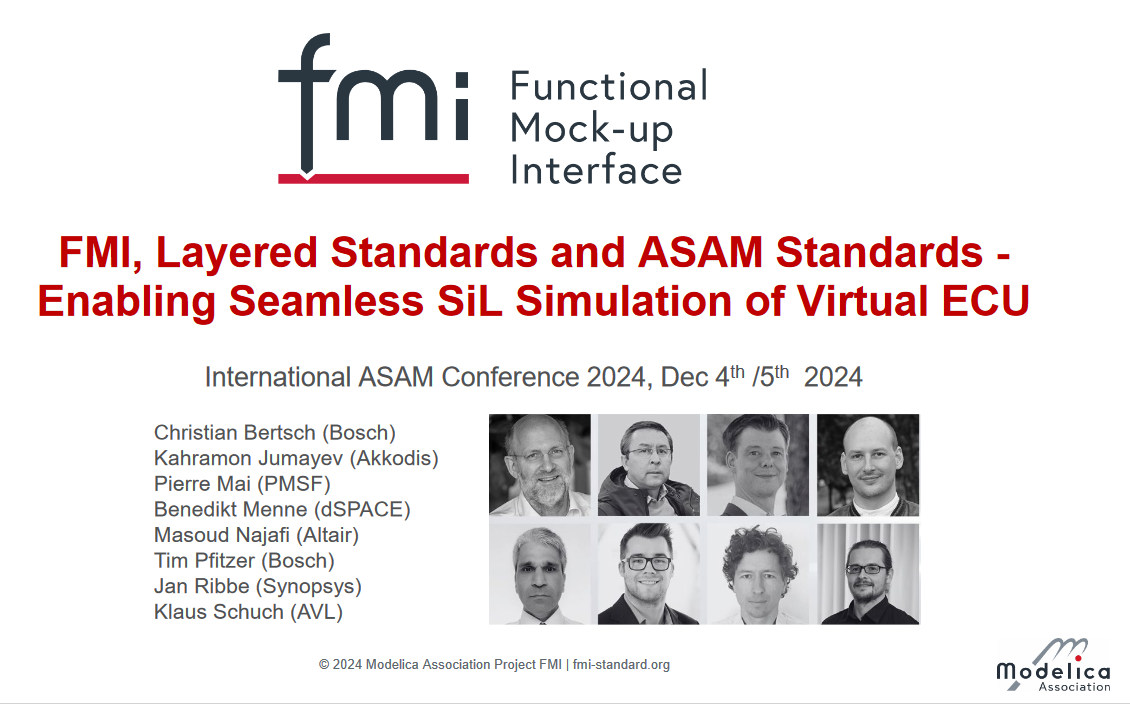 fmi
Functional
Mock-up
Interface
FMI, Layered Standards and ASAM Standards -
Enabling Seamless SiL Simulation of Virtual ECU
International ASAM Conference 2024, Dec 4th /5th 2024
Christian Bertsch (Bosch)
Kahramon Jumayev (Akkodis)
Pierre Mai (PMSF)
Benedikt Menne (dSPACE)
Masoud Najafi (Altair)
Tim Pfitzer (Bosch)
Jan Ribbe (Synopsys)
Klaus Schuch (AVL)
© 2024 Modelica Association Project FMI | fmi-standard.org
Modelica
Association